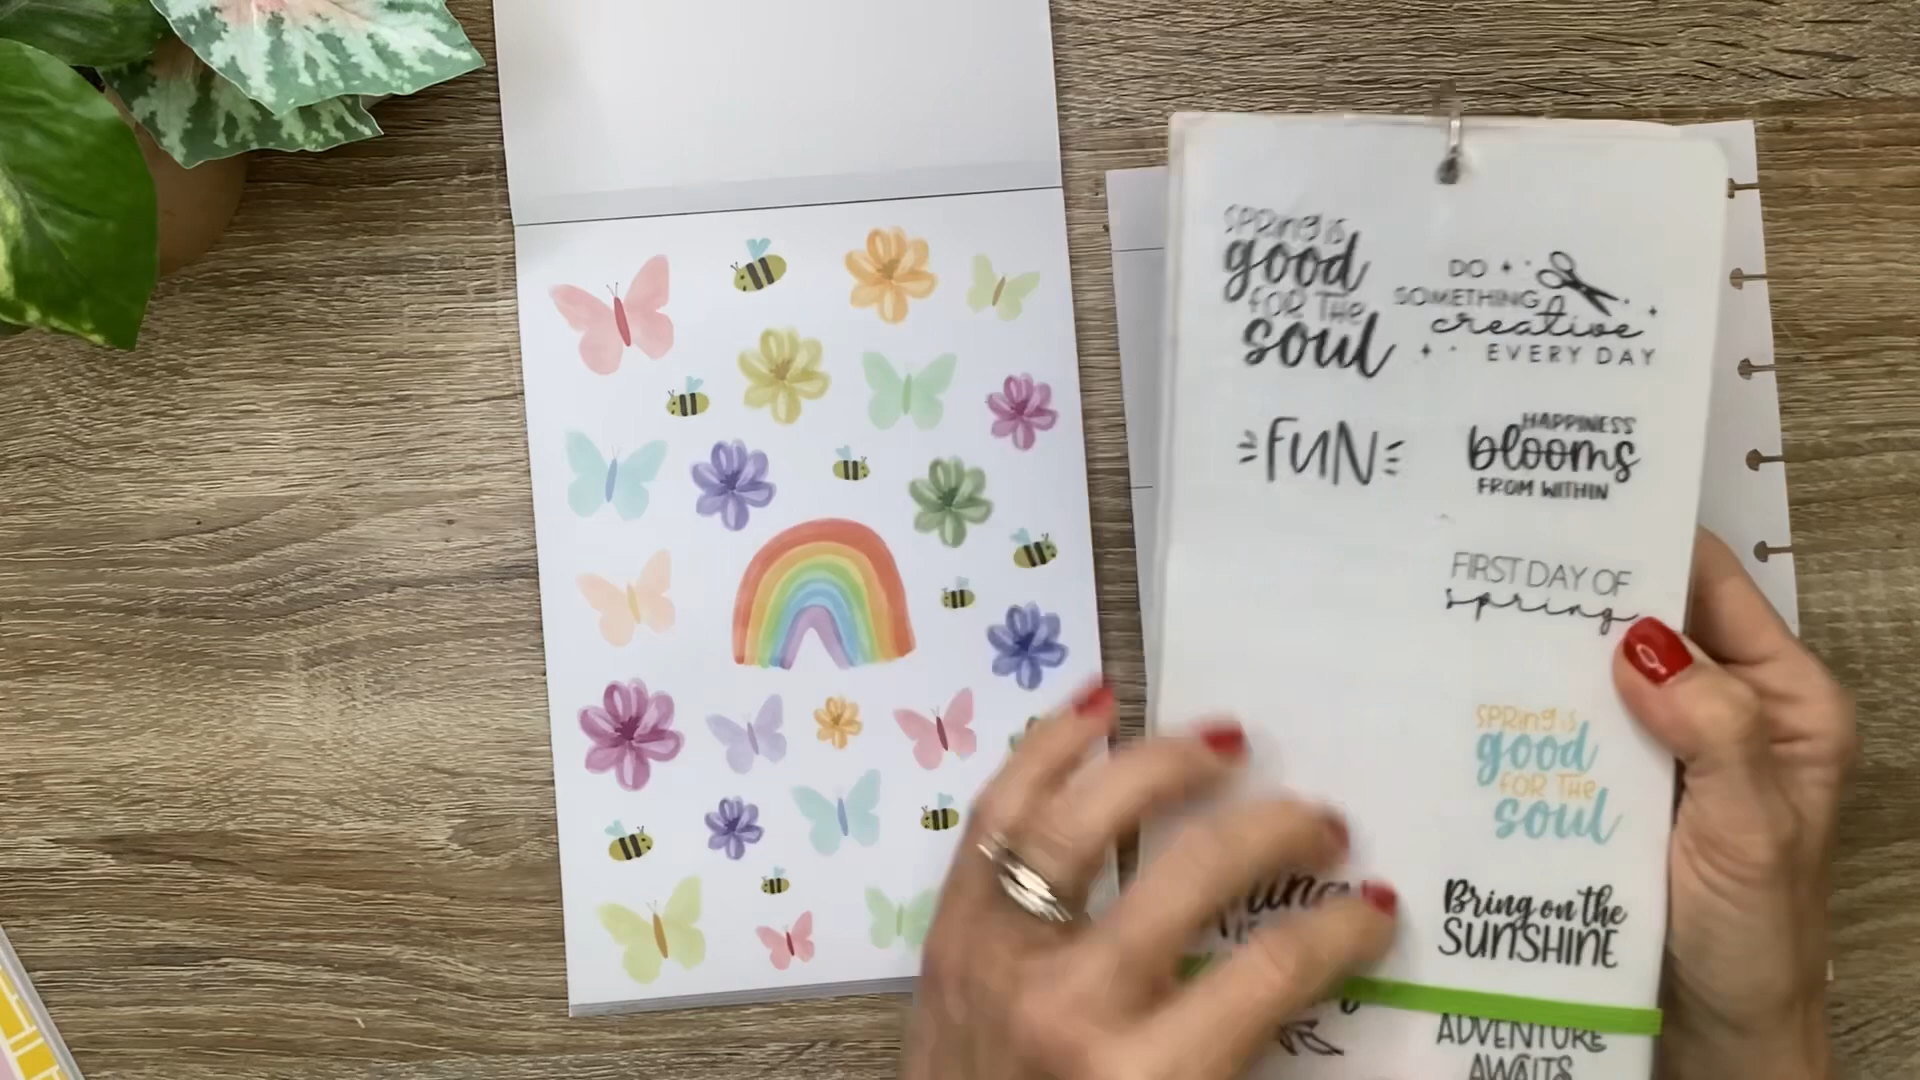 SPRING IS
good
FOR THE
soul
DO
SOMETHING
creative
EVERY DAY
FUN
HAPPINESS
blooms
FROM WITHIN
FIRST DAY OF
spring
SPRING IS
good
FOR THE
soul
Bring on the
SUNSHINE
ADVENTURE
AWAITS